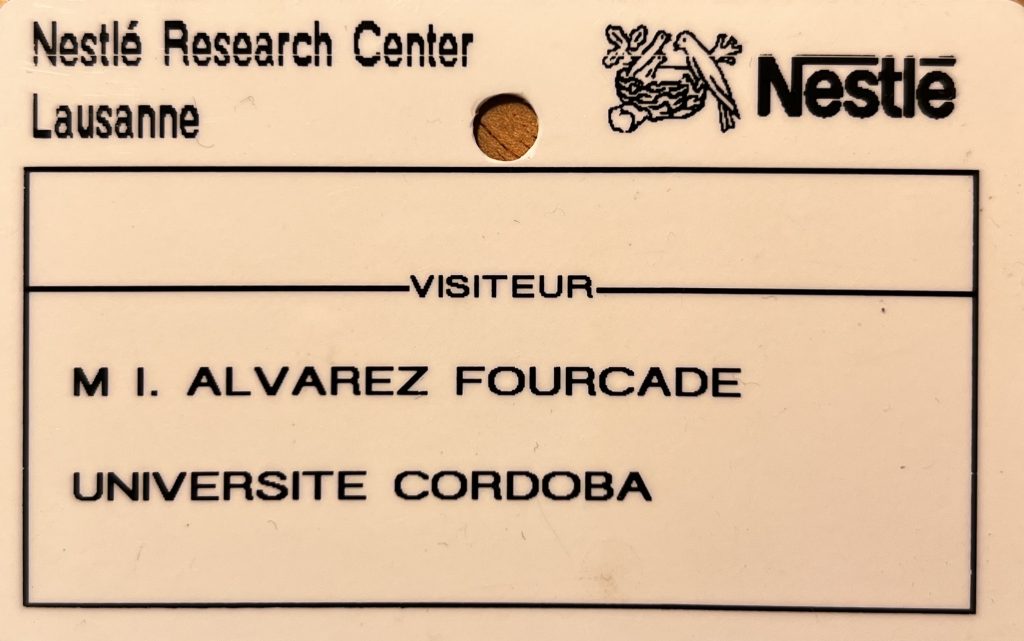 Nestlé Research Center
Lausanne
Nestlé
VISITEUR
M I. ALVAREZ FOURCADE
UNIVERSITE CORDOBA